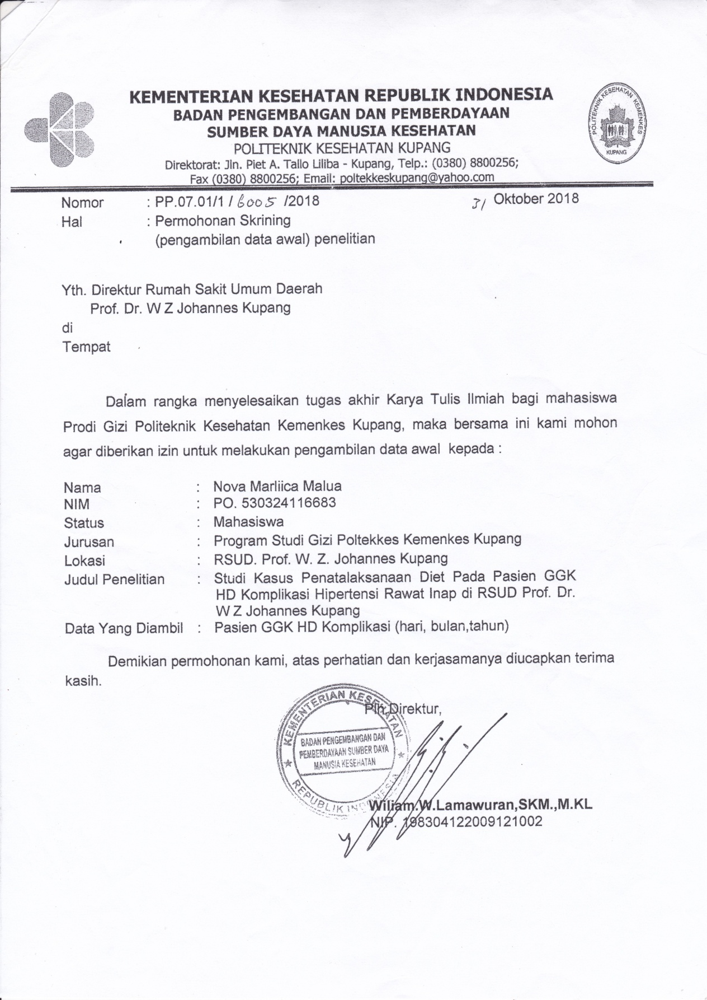 KEMENTERIAN KESEHATAN REPUBLIK INDONESIA
BADAN PENGEMBANGAN DAN PEMBERDAYAAN
SUMBER DAYA MANUSIA KESEHATAN
POLITEKNIK KESEHATAN KUPANG
Direktorat: Jln. Piet A. Tallo Liliba - Kupang, Telp.: (0380) 8800256;
Fax (0380) 8800256; Email: poltekkeskupang@yahoo.com
POLITEKNIK KESEHATAN KEMENKES
KUPANG
Nomor : PP.07.01/1 / 6005 /2018 31 Oktober 2018
Hal : Permohonan Skrining
(pengambilan data awal) penelitian
Yth. Direktur Rumah Sakit Umum Daerah
Prof. Dr. W Z Johannes Kupang
di
Tempat
Dalam rangka menyelesaikan tugas akhir Karya Tulis Ilmiah bagi mahasiswa
Prodi Gizi Politeknik Kesehatan Kemenkes Kupang, maka bersama ini kami mohon
agar diberikan izin untuk melakukan pengambilan data awal kepada :
Nama : Nova Marliica Malua
NIM : PO. 530324116683
Status : Mahasiswa
Jurusan : Program Studi Gizi Poltekkes Kemenkes Kupang
Lokasi : RSUD. Prof. W. Z. Johannes Kupang
Judul Penelitian : Studi Kasus Penatalaksanaan Diet Pada Pasien GGK
HD Komplikasi Hipertensi Rawat Inap di RSUD Prof. Dr.
W Z Johannes Kupang
Data Yang Diambil : Pasien GGK HD Komplikasi (hari, bulan,tahun)
Demikian permohonan kami, atas perhatian dan kerjasamanya diucapkan terima
kasih.
Plh Direktur,
KEMENTERIAN KESEHATAN
BADAN PENGEMBANGAN DAN
PEMBERDAYAAN SUMBER DAYA
MANUSIA KESEHATAN
REPUBLIK INDONESIA
Wiliam.W.Lamawuran,SKM.,M.KL
NIP. 198304122009121002